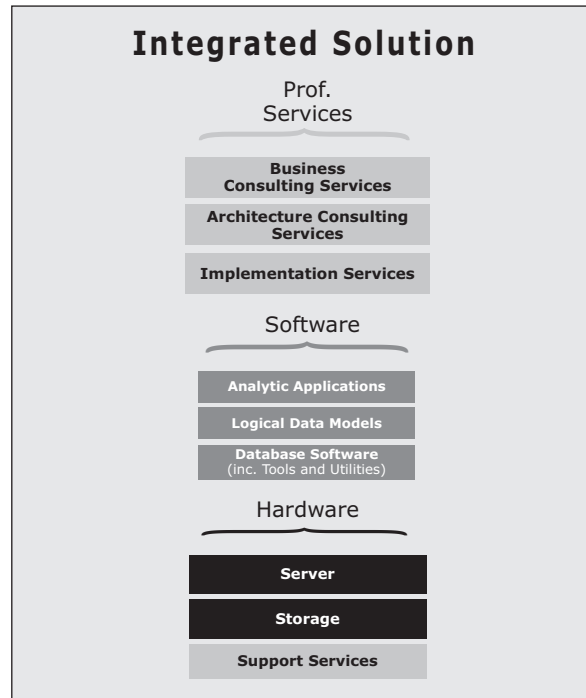 Integrated Solution
Prof.
Services
Business
Consulting Services
Architecture Consulting
Services
Implementation Services
Software
Analytic Applications
Logical Data Models
Database Software
(inc. Tools and Utilities)
Hardware
Server
Storage
Support Services